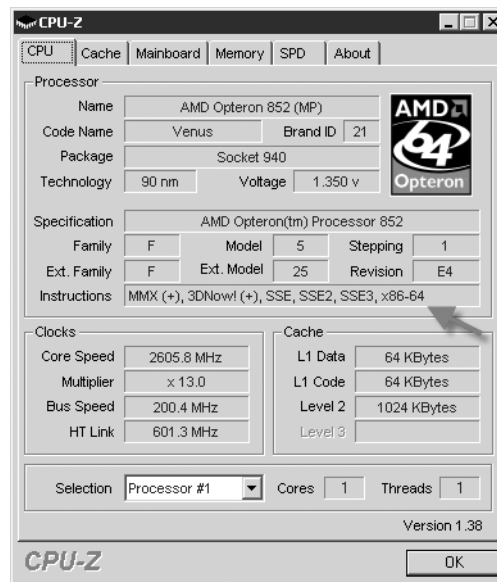 CPU-Z
CPU Cache Mainboard Memory SPD About
Processor
Name AMD Opteron 852 (MP)
Code Name Venus Brand ID 21
Package Socket 940
Technology 90 nm Voltage 1.350 v
AMD
64
Opteron
Specification AMD Opteron(tm) Processor 852
Family F Model 5 Stepping 1
Ext. Family F Ext. Model 25 Revision E4
Instructions MMX (+), 3DNow! (+), SSE, SSE2, SSE3, x86-64
Clocks
Core Speed 2605.8 MHz
Multiplier x 13.0
Bus Speed 200.4 MHz
HT Link 601.3 MHz
Cache
L1 Data 64 KBytes
L1 Code 64 KBytes
Level 2 1024 KBytes
Level 3
Selection Processor #1 Cores 1 Threads 1
Version 1.38
CPU-Z OK